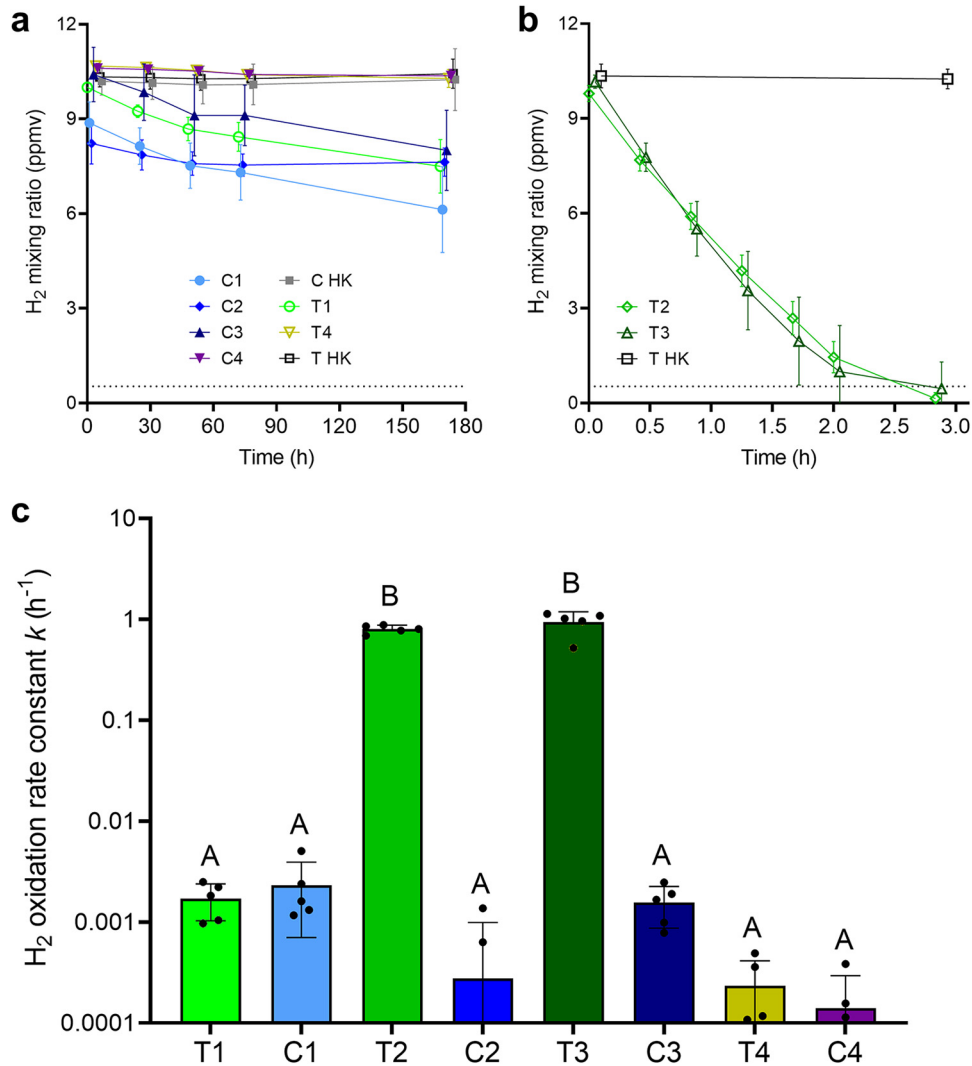 a
12
9
6
3
0
H2 mixing ratio (ppmv)
C1
C2
C3
C4
C HK
T1
T4
T HK
0 30 60 90 120 150 180
Time (h)
b
12
9
6
3
0
H2 mixing ratio (ppmv)
T2
T3
T HK
0.0 0.5 1.0 1.5 2.0 2.5 3.0
Time (h)
c
10
1
0.1
0.01
0.001
0.0001
H2 oxidation rate constant k (h-1)
A A B A B A A A
T1 C1 T2 C2 T3 C3 T4 C4